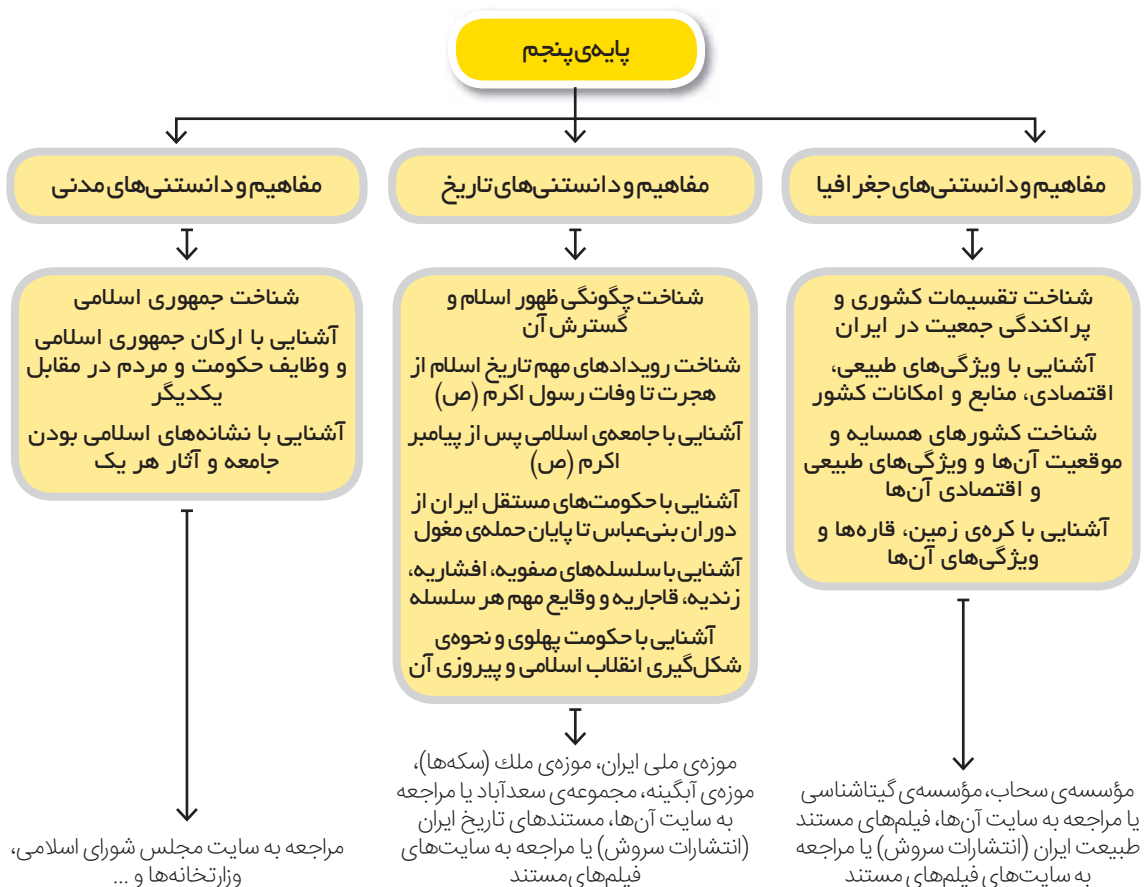 پایه‌ی پنجم
مفاهیم و دانستنی‌های جغرافیا
شناخت تقسیمات کشوری و
پراکندگی جمعیت در ایران
آشنایی با ویژگی‌های طبیعی،
اقتصادی، منابع و امکانات کشور
شناخت کشورهای همسایه و
موقعیت آن‌ها و ویژگی‌های طبیعی
و اقتصادی آن‌ها
آشنایی با کره‌ی زمین، قاره‌ها و
ویژگی‌های آن‌ها
مؤسسه‌ی سحاب، مؤسسه‌ی گیتاشناسی
یا مراجعه به سایت آن‌ها، فیلم‌های مستند
طبیعت ایران (انتشارات سروش) یا مراجعه
به سایت‌های فیلم‌های مستند
مفاهیم و دانستنی‌های تاریخ
شناخت چگونگی ظهور اسلام و
گسترش آن
شناخت رویدادهای مهم تاریخ اسلام از
هجرت تا وفات رسول اکرم (ص)
آشنایی با جامعه‌ی اسلامی پس از پیامبر
اکرم (ص)
آشنایی با حکومت‌های مستقل ایران از
دوران بنی‌عباس تا پایان حمله‌ی مغول
آشنایی با سلسله‌های صفویه، افشاریه،
زندیه، قاجاریه و وقایع مهم هر سلسله
آشنایی با حکومت پهلوی و نحوه‌ی
شکل‌گیری انقلاب اسلامی و پیروزی آن
موزه‌ی ملی ایران، موزه‌ی ملك (سکه‌ها)،
موزه‌ی آبگینه، مجموعه‌ی سعدآباد یا مراجعه
به سایت آن‌ها، مستندهای تاریخ ایران
(انتشارات سروش) یا مراجعه به سایت‌های
فیلم‌های مستند
مفاهیم و دانستنی‌های مدنی
شناخت جمهوری اسلامی
آشنایی با ارکان جمهوری اسلامی
و وظایف حکومت و مردم در مقابل
یکدیگر
آشنایی با نشانه‌های اسلامی بودن
جامعه و آثار هر یک
مراجعه به سایت مجلس شورای اسلامی،
وزارتخانه‌ها و ...